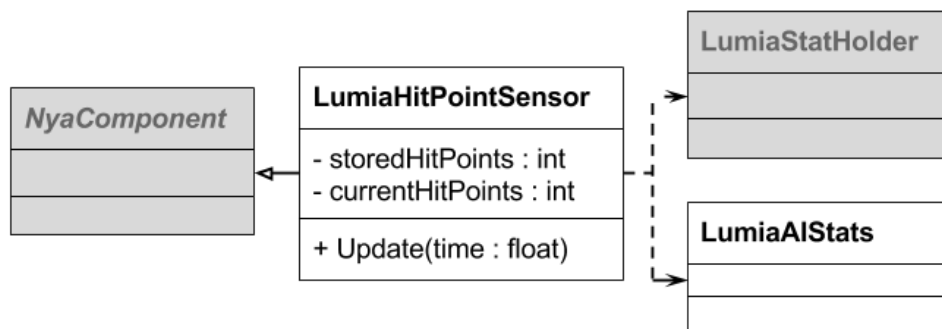 NyaComponent
LumiaHitPointSensor
- storedHitPoints : int
- currentHitPoints : int
+ Update(time : float)
LumiaStatHolder
LumiaAIStats